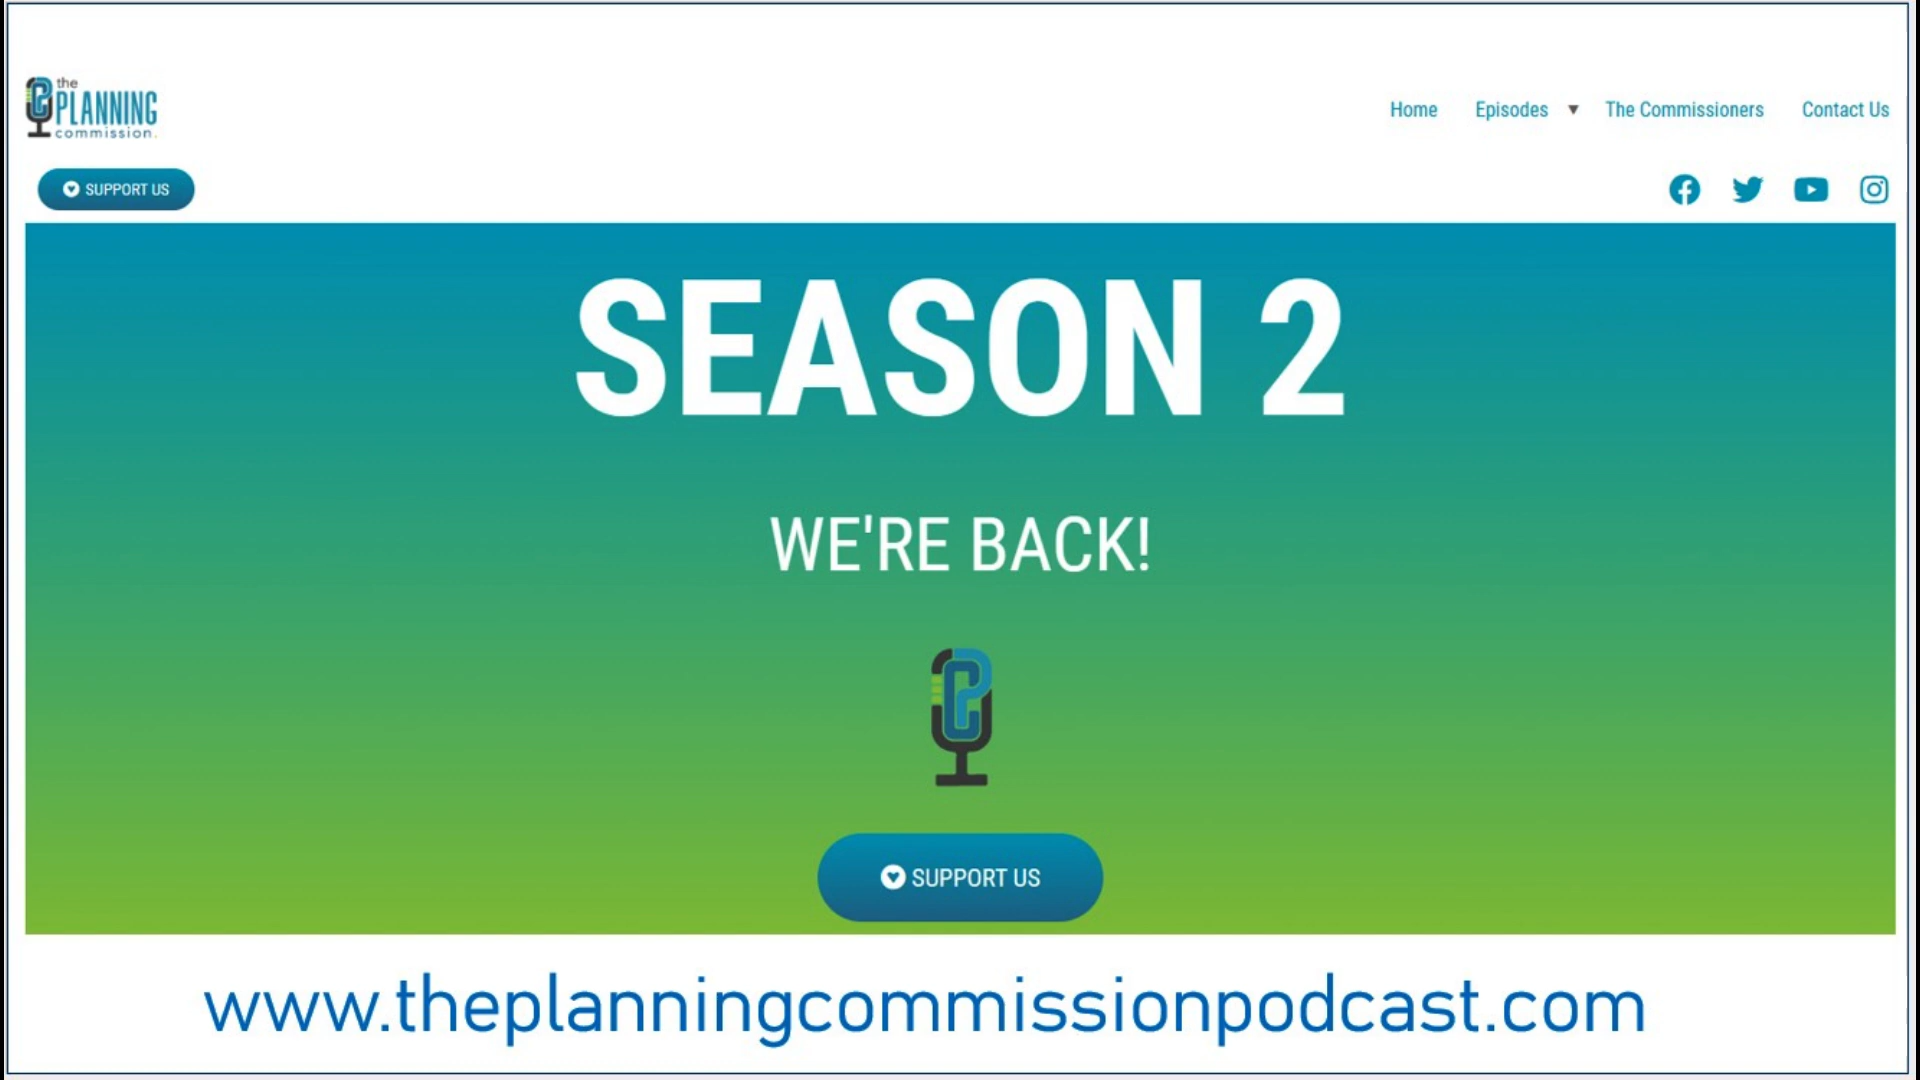 the
PLANNING
commission.
Home Episodes The Commissioners Contact Us
SUPPORT US
SEASON 2
WE'RE BACK!
SUPPORT US
www.theplanningcommissionpodcast.com